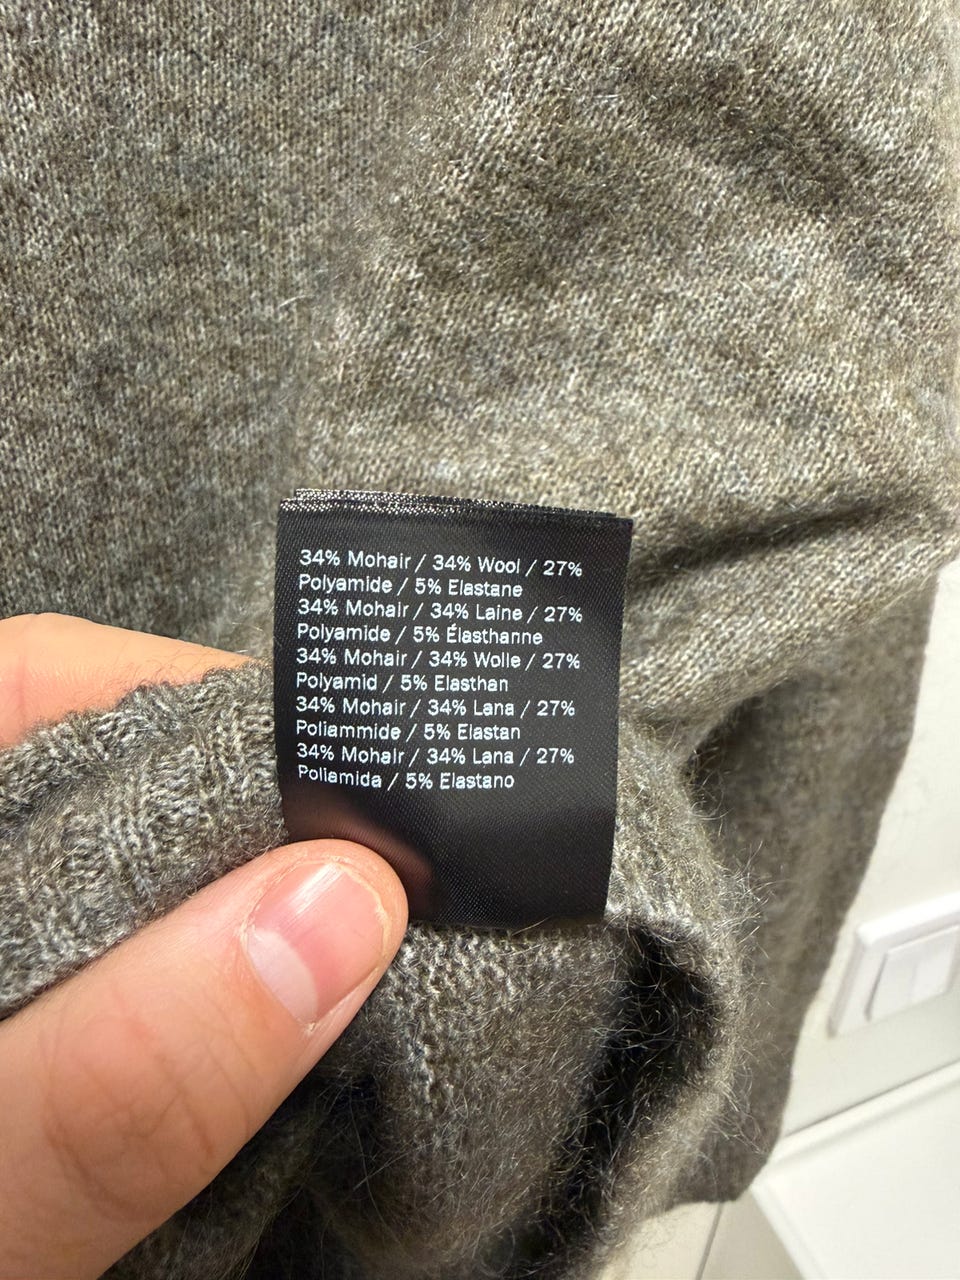 34% Mohair / 34% Wool / 27%
Polyamide / 5% Elastane
34% Mohair / 34% Laine / 27%
Polyamide / 5% Élasthanne
34% Mohair / 34% Wolle / 27%
Polyamid / 5% Elasthan
34% Mohair / 34% Lana / 27%
Poliammide / 5% Elastan
34% Mohair / 34% Lana / 27%
Poliamida / 5% Elastano